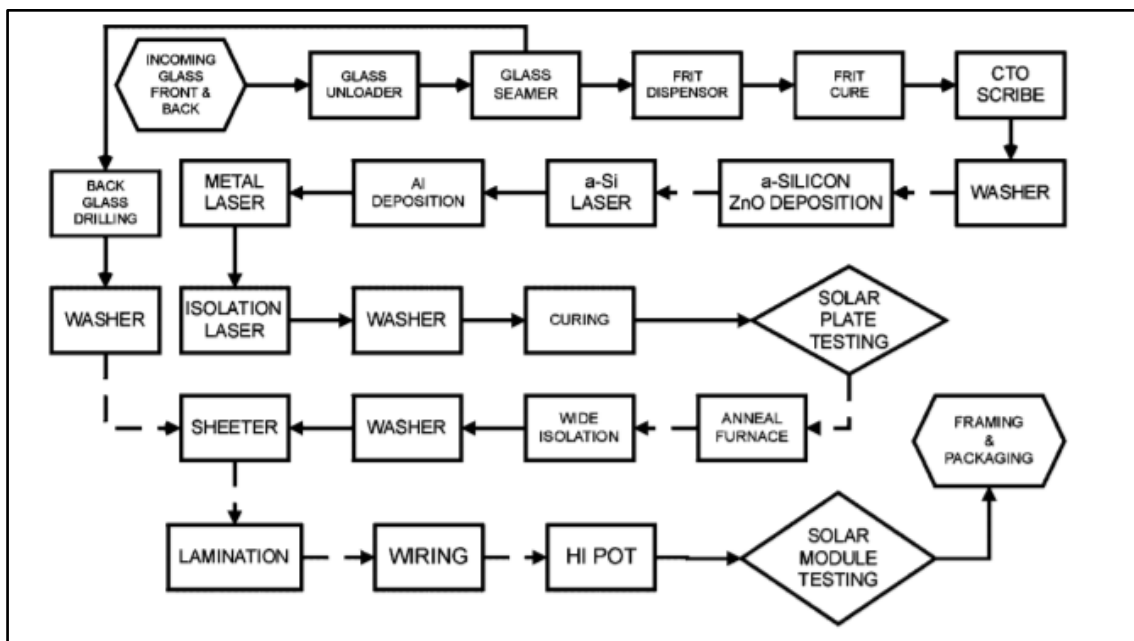 INCOMING
GLASS
FRONT &
BACK
GLASS
UNLOADER
GLASS
SEAMER
FRIT
DISPENSOR
FRIT
CURE
CTO
SCRIBE
BACK
GLASS
DRILLING
METAL
LASER
Al
DEPOSITION
a-Si
LASER
a-SILICON
ZnO DEPOSITION
WASHER
WASHER
ISOLATION
LASER
WASHER
CURING
SOLAR
PLATE
TESTING
SHEETER
WASHER
WIDE
ISOLATION
ANNEAL
FURNACE
FRAMING
&
PACKAGING
LAMINATION
WIRING
HI POT
SOLAR
MODULE
TESTING